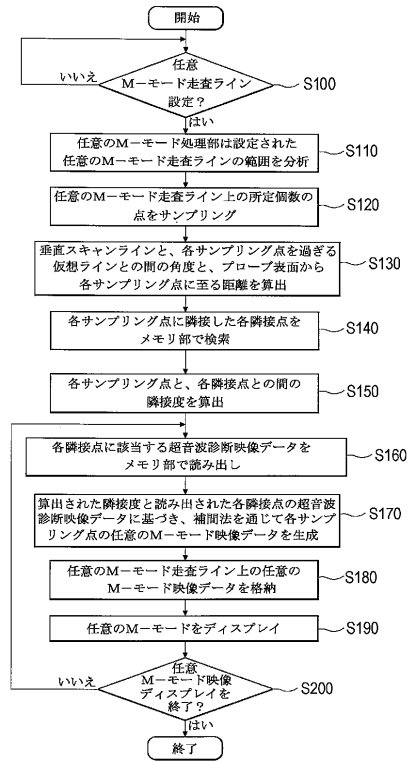 開始
任意
M－モード走査ライン
設定？
いいえ
S100
はい
任意のM－モード処理部は設定された
任意のM－モード走査ラインの範囲を分析
S110
任意のM－モード走査ライン上の所定個数の
点をサンプリング
S120
垂直スキャンラインと、各サンプリング点を過ぎる
仮想ラインとの間の角度と、プローブ表面から
各サンプリング点に至る距離を算出
S130
各サンプリング点に隣接した各隣接点を
メモリ部で検索
S140
各サンプリング点と、各隣接点との間の
隣接度を算出
S150
各隣接点に該当する超音波診断映像データを
メモリ部で読み出し
S160
算出された隣接度と読み出された各隣接点の超音波
診断映像データに基づき、補間法を通じて各サンプ
リング点の任意のM－モード映像データを生成
S170
任意のM－モード走査ライン上の任意の
M－モード映像データを格納
S180
任意のM－モードをディスプレイ
S190
任意
M－モード映像
ディスプレイを
終了？
いいえ
S200
はい
終了